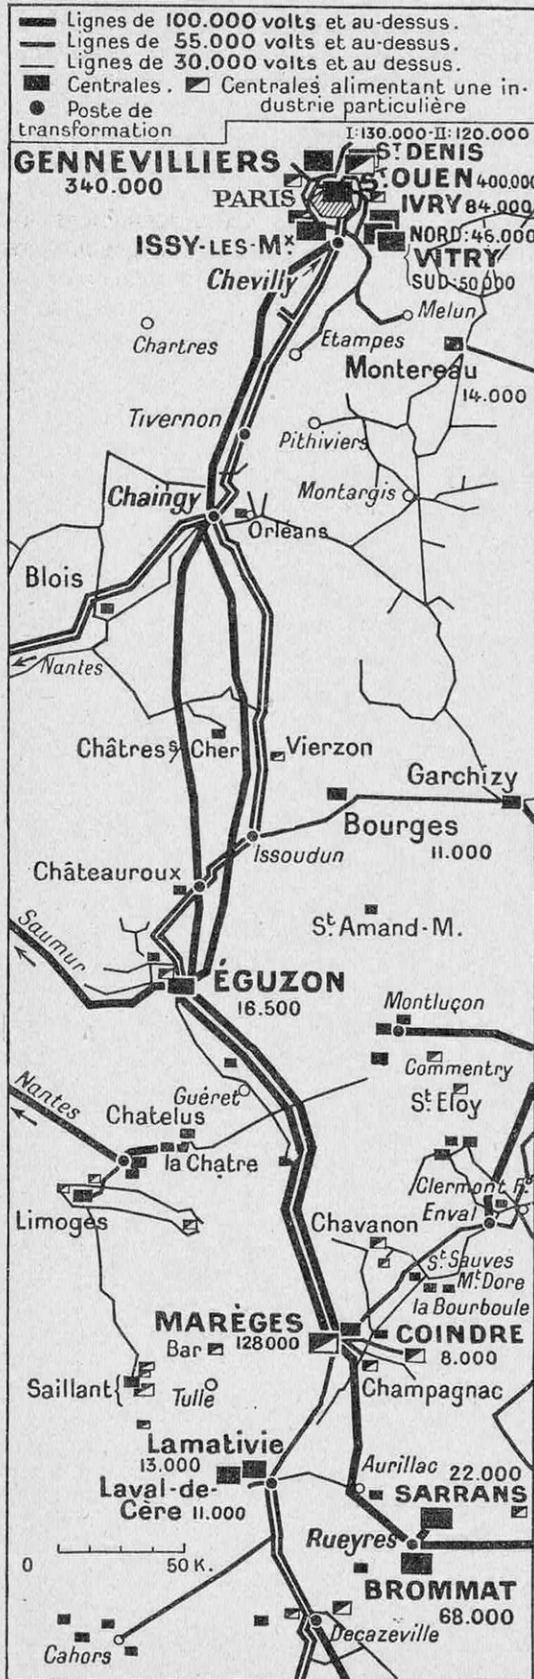 Lignes de 100.000 volts et au-dessus.
Lignes de 55.000 volts et au-dessus.
Lignes de 30.000 volts et au dessus.
Centrales. Centrales alimentant une in-
dustrie particulière
Poste de
transformation
I:130.000-II:120.000
GENNEVILLIERS
340.000
ST DENIS
ST OUEN 400.000
PARIS
IVRY 84.000
ISSY-LES-Mx.
NORD:46.000
VITRY
SUD:50000
Chevilly
Melun
Chartres
Etampes
Montereau
14.000
Tivernon
Pithiviers
Montargis
Chaingy
Orléans
Blois
Nantes
Châtres s/ Cher
Vierzon
Garchizy
Bourges
11.000
Issoudun
Châteauroux
St. Amand-M.
Saumur
ÉGUZON
16.500
Montluçon
Commentry
Guéret
Nantes
Chatelus
St. Eloy
la Chatre
Clermont F.
Enval
Limoges
Chavanon
St. Sauves
Mt. Dore
la Bourboule
MARÈGES
128000
COINDRE
8.000
Bar
Champagnac
Saillant
Tulle
Lamativie
13.000
Aurillac
22.000
SARRANS
Laval-de-
Cère 11.000
Rueyres
0 50 K.
BROMMAT
68.000
Decazeville
Cahors